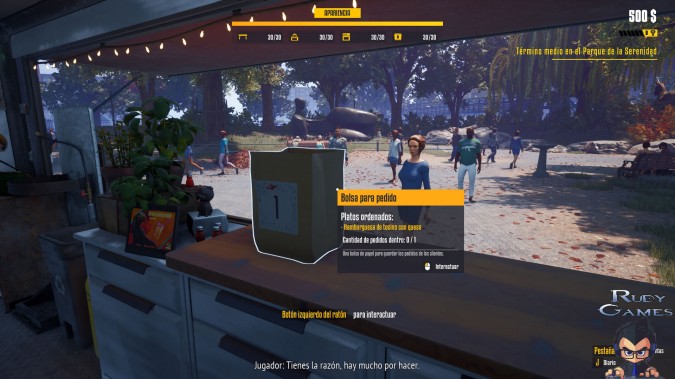 APARIENCIA
500 $
30/30 30/30 30/30 30/30
Término medio en el Parque de la Serenidad
Bolsa para pedido
Platos ordenados:
- Hamburguesa de tocino con queso
Cantidad de pedidos dentro: 0 / 1
Una bolsa de papel para guardar los pedidos de los clientes.
Interactuar
1
RUBY
GAMES
Botón izquierdo del ratón para interactuar
Pestaña
J Diario
Jugador: Tienes la razón, hay mucho por hacer.